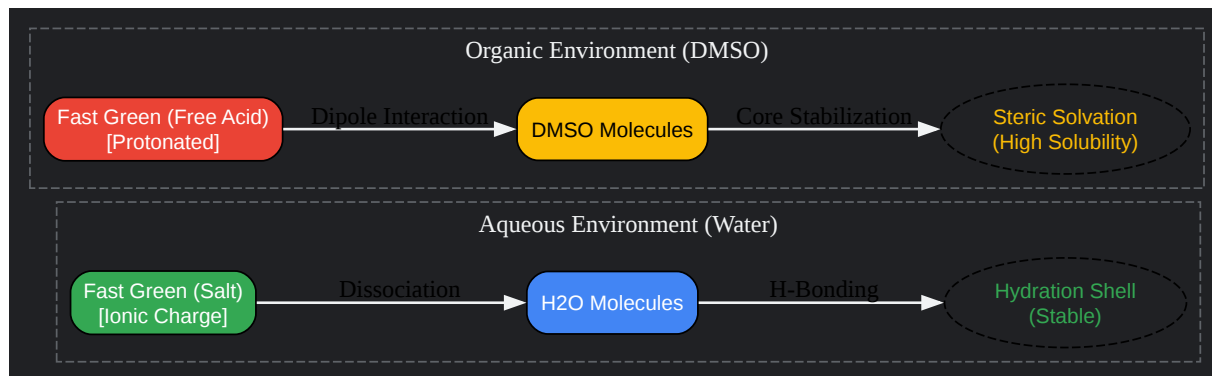 Organic Environment (DMSO)
Fast Green (Free Acid)
[Protonated]
Dipole Interaction
DMSO Molecules
Core Stabilization
Steric Solvation
(High Solubility)
Aqueous Environment (Water)
Fast Green (Salt)
[Ionic Charge]
Dissociation
H2O Molecules
H-Bonding
Hydration Shell
(Stable)